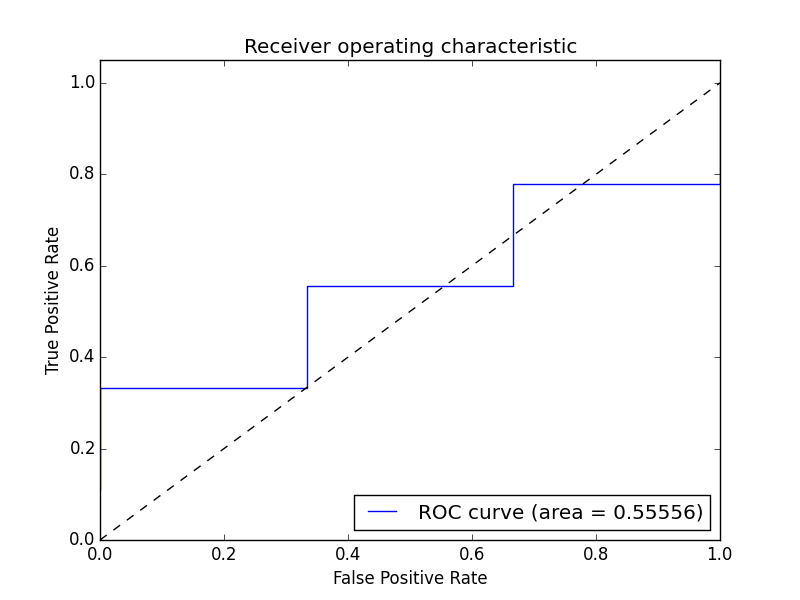 Receiver operating characteristic
1.0
0.8
0.6
0.4
0.2
0.0
True Positive Rate
ROC curve (area = 0.55556)
0.0 0.2 0.4 0.6 0.8 1.0
False Positive Rate